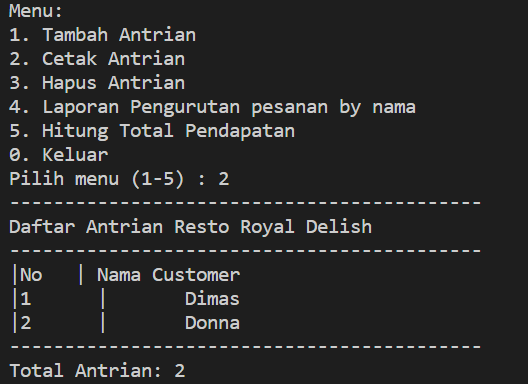 Menu:
1. Tambah Antrian
2. Cetak Antrian
3. Hapus Antrian
4. Laporan Pengurutan pesanan by nama
5. Hitung Total Pendapatan
0. Keluar
Pilih menu (1-5) : 2
-------------------------------------------
Daftar Antrian Resto Royal Delish
-------------------------------------------
|No   | Nama Customer
|1      |       Dimas
|2      |       Donna
-------------------------------------------
Total Antrian: 2